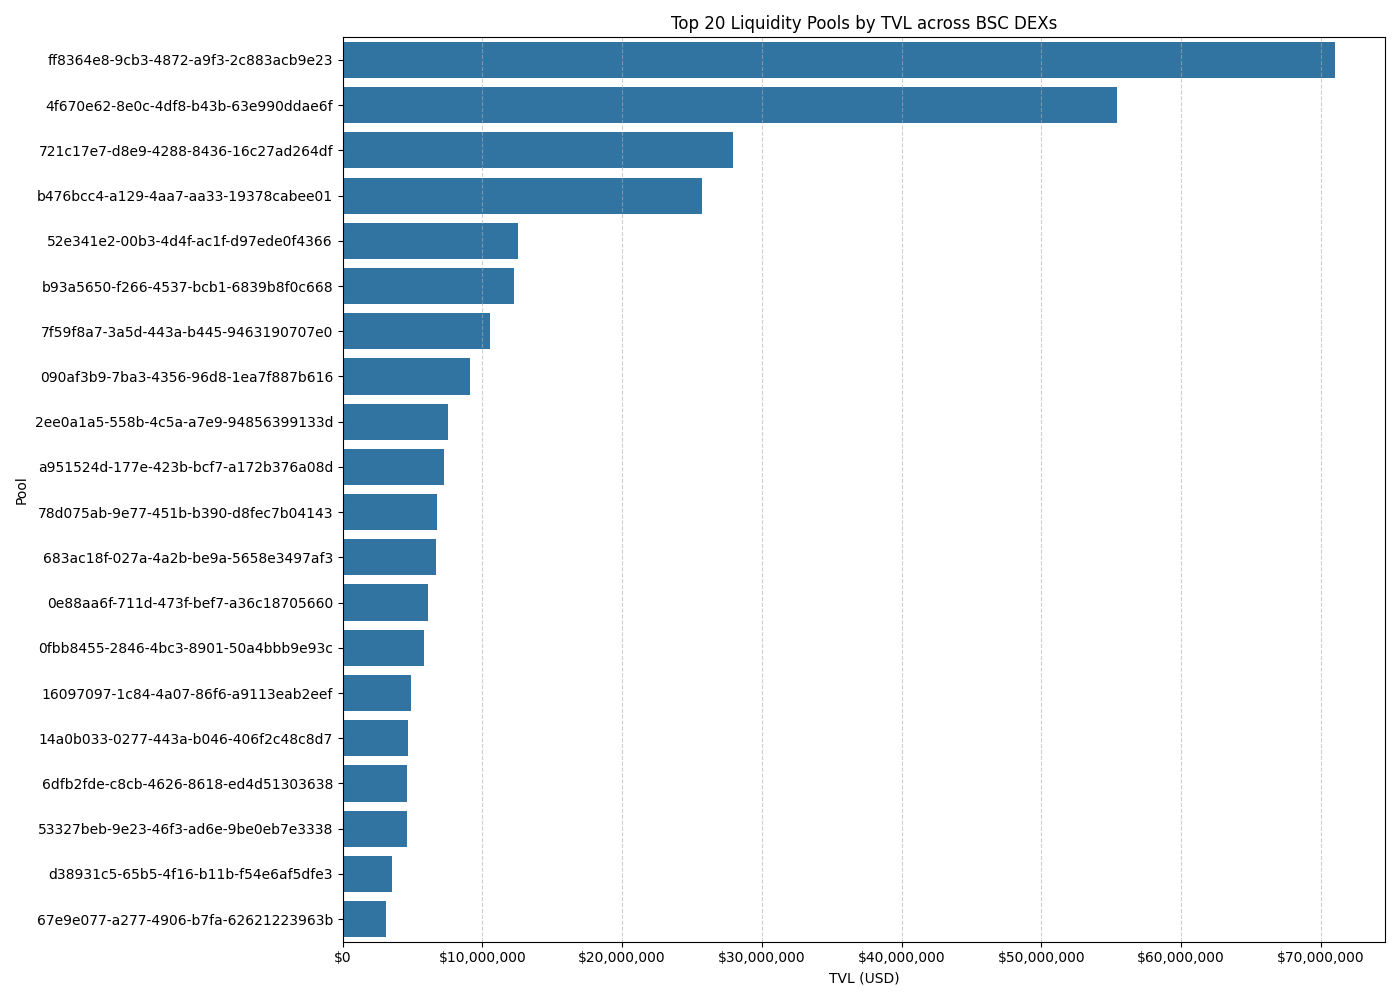 Top 20 Liquidity Pools by TVL across BSC DEXs
ff8364e8-9cb3-4872-a9f3-2c883acb9e23
4f670e62-8e0c-4df8-b43b-63e990ddae6f
721c17e7-d8e9-4288-8436-16c27ad264df
b476bcc4-a129-4aa7-aa33-19378cabee01
52e341e2-00b3-4d4f-ac1f-d97ede0f4366
b93a5650-f266-4537-bcb1-6839b8f0c668
7f59f8a7-3a5d-443a-b445-9463190707e0
090af3b9-7ba3-4356-96d8-1ea7f887b616
2ee0a1a5-558b-4c5a-a7e9-94856399133d
a951524d-177e-423b-bcf7-a172b376a08d
78d075ab-9e77-451b-b390-d8fec7b04143
683ac18f-027a-4a2b-be9a-5658e3497af3
0e88aa6f-711d-473f-bef7-a36c18705660
0fbb8455-2846-4bc3-8901-50a4bbb9e93c
16097097-1c84-4a07-86f6-a9113eab2eef
14a0b033-0277-443a-b046-406f2c48c8d7
6dfb2fde-c8cb-4626-8618-ed4d51303638
53327beb-9e23-46f3-ad6e-9be0eb7e3338
d38931c5-65b5-4f16-b11b-f54e6af5dfe3
67e9e077-a277-4906-b7fa-62621223963b
Pool
$0 $10,000,000 $20,000,000 $30,000,000 $40,000,000 $50,000,000 $60,000,000 $70,000,000
TVL (USD)